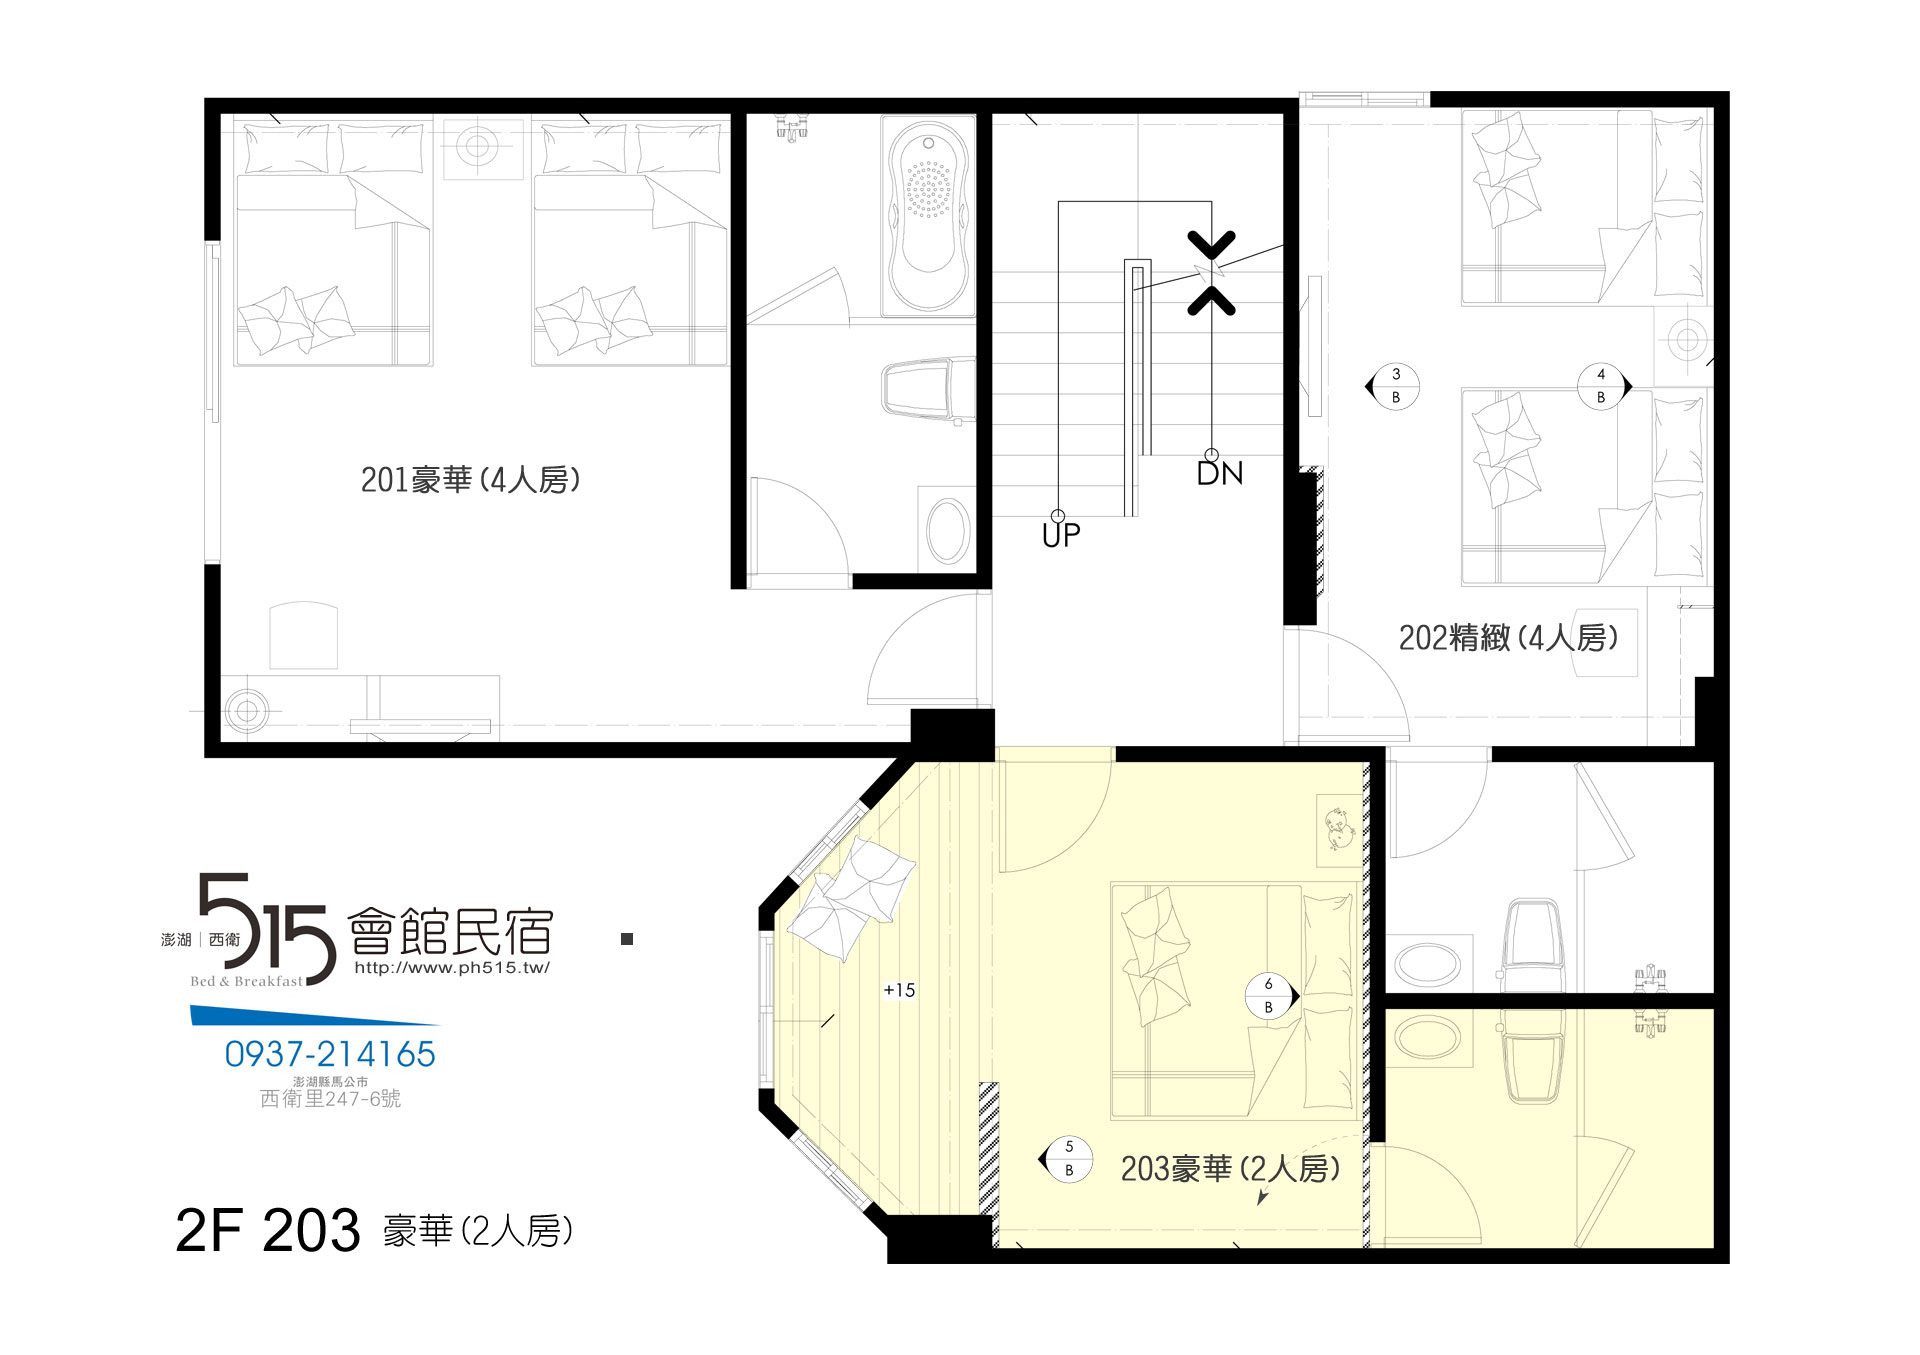 201豪華(4人房)
DN
UP
3
B
4
B
202精緻(4人房)
+15
6
B
5
B
203豪華(2人房)
澎湖|西衛
515
會館民宿
http://www.ph515.tw/
Bed & Breakfast
0937-214165
澎湖縣馬公市
西衛里247-6號
2F 203 豪華(2人房)